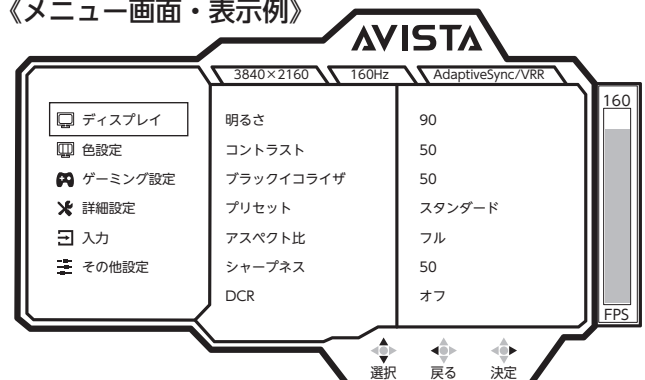 《メニュー画面・表示例》
AVISTA
3840×2160 160Hz AdaptiveSync/VRR
160
ディスプレイ 明るさ 90
色設定 コントラスト 50
ゲーミング設定 ブラックイコライザ 50
詳細設定 プリセット スタンダード
入力 アスペクト比 フル
その他設定 シャープネス 50
DCR オフ
FPS
選択 戻る 決定